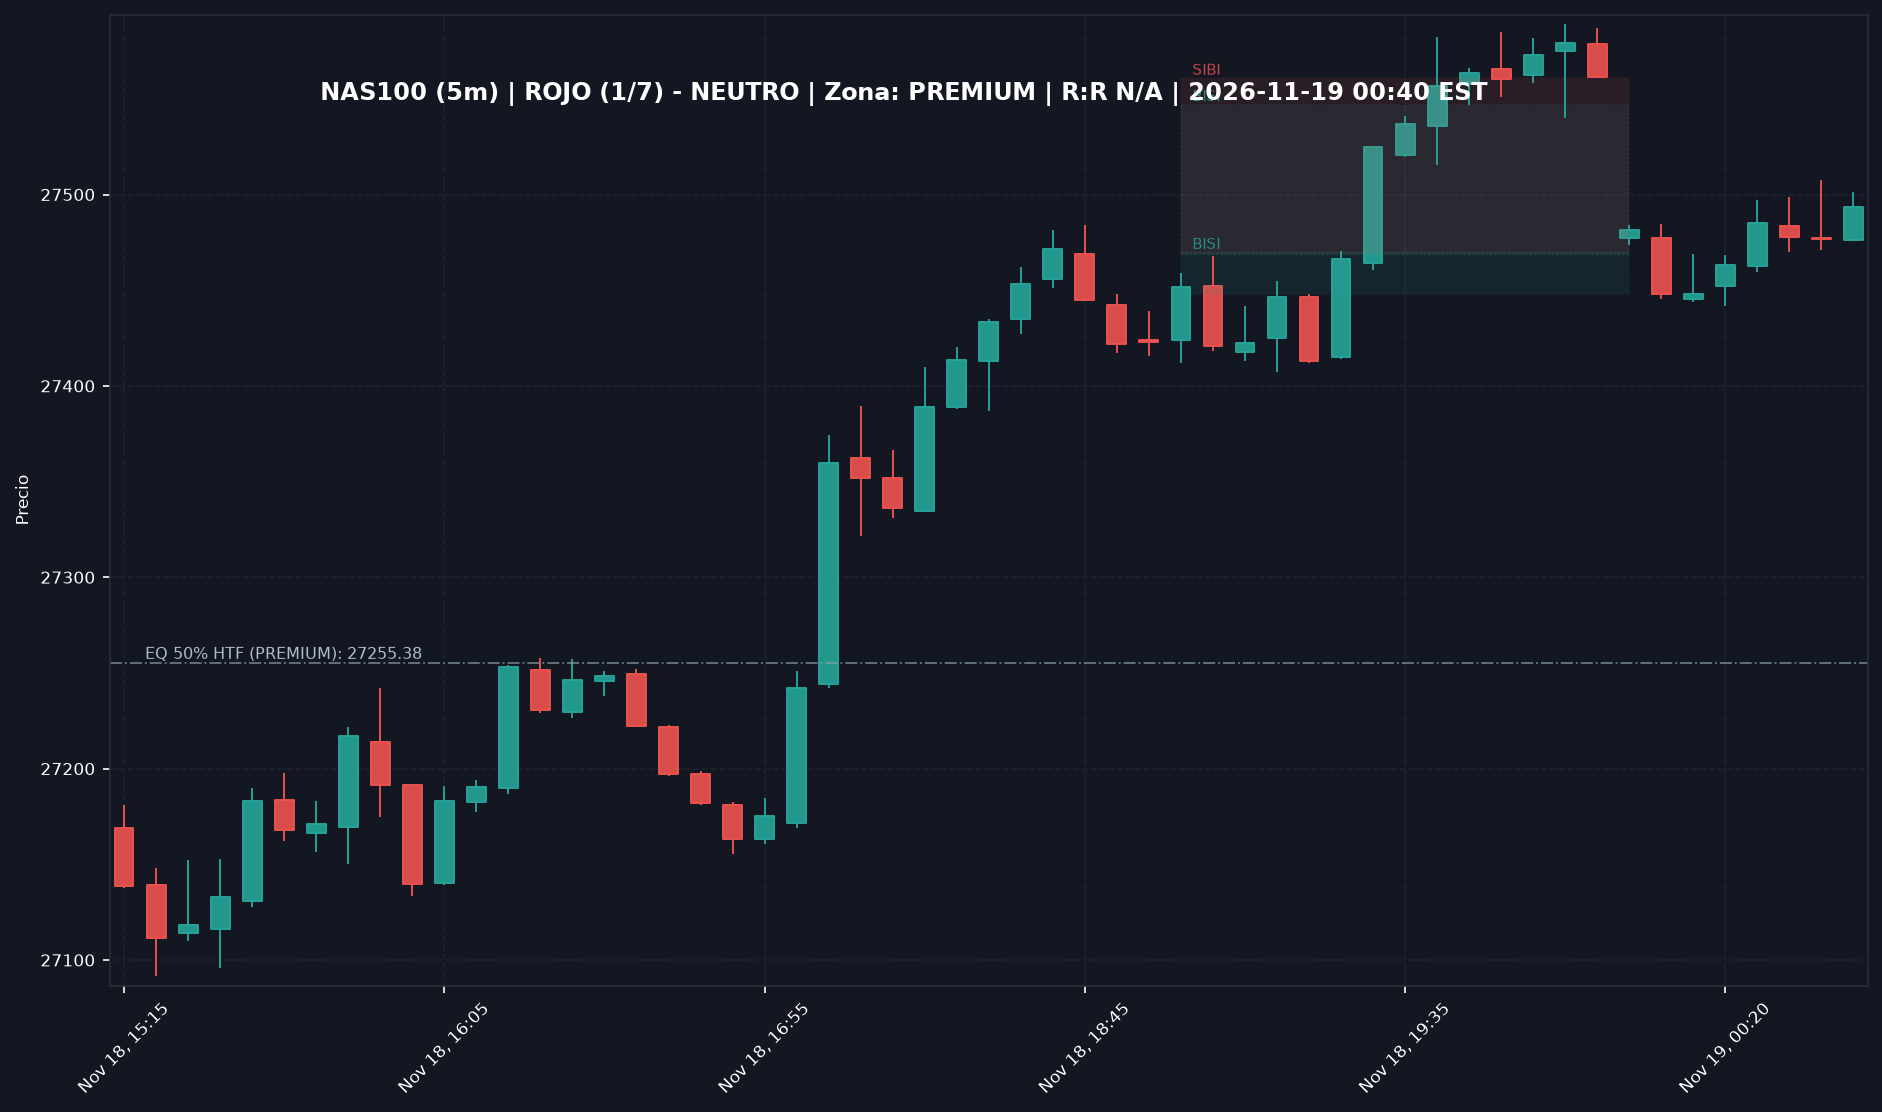 SIBI
NAS100 (5m) | ROJO (1/7) - NEUTRO | Zona: PREMIUM | R:R N/A | 2026-11-19 00:40 EST
BISI
27500
27400
Precio
27300
EQ 50% HTF (PREMIUM): 27255.38
27200
27100
Nov 18, 15:15
Nov 18, 16:05
Nov 18, 16:55
Nov 18, 18:45
Nov 18, 19:35
Nov 19, 00:20